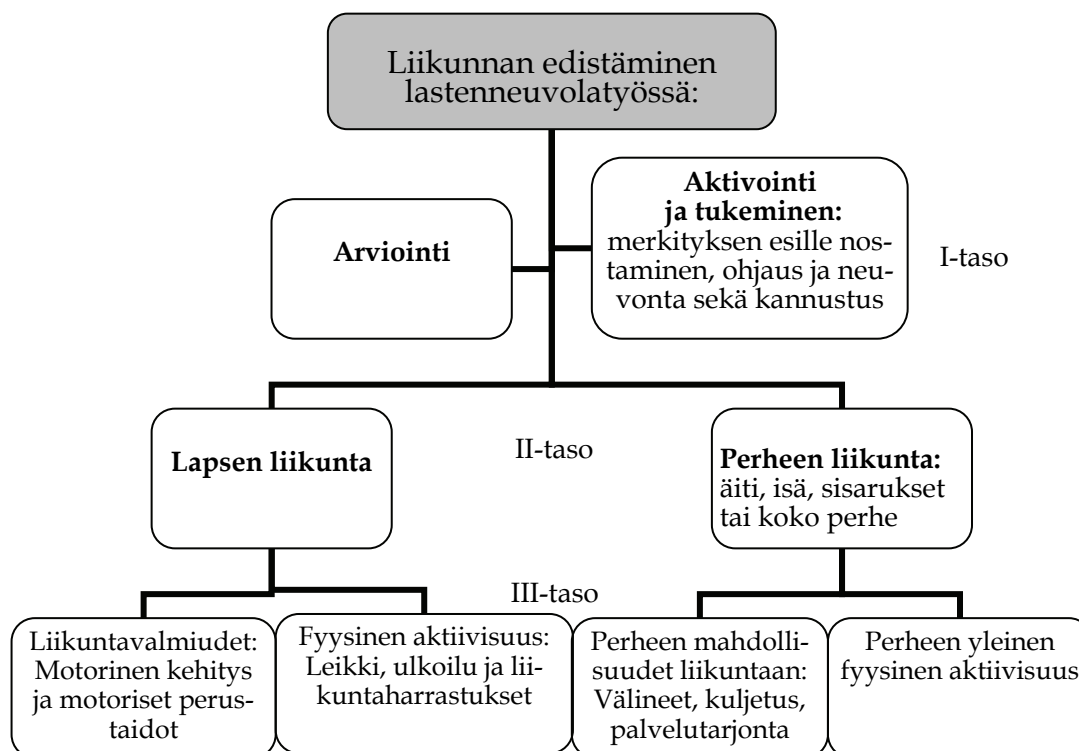 Liikunnan edistäminen
lastenneuvolatyössä:
Arviointi
Aktivointi
ja tukeminen:
merkityksen esille nos-
taminen, ohjaus ja neu-
vonta sekä kannustus
I-taso
Lapsen liikunta
II-taso
Perheen liikunta:
äiti, isä, sisarukset
tai koko perhe
III-taso
Liikuntavalmiudet:
Motorinen kehitys
ja motoriset perus-
taidot
Fyysinen aktiivisuus:
Leikki, ulkoilu ja lii-
kuntaharrastukset
Perheen mahdolli-
suudet liikuntaan:
Välineet, kuljetus,
palvelutarjonta
Perheen yleinen
fyysinen aktiivisuus